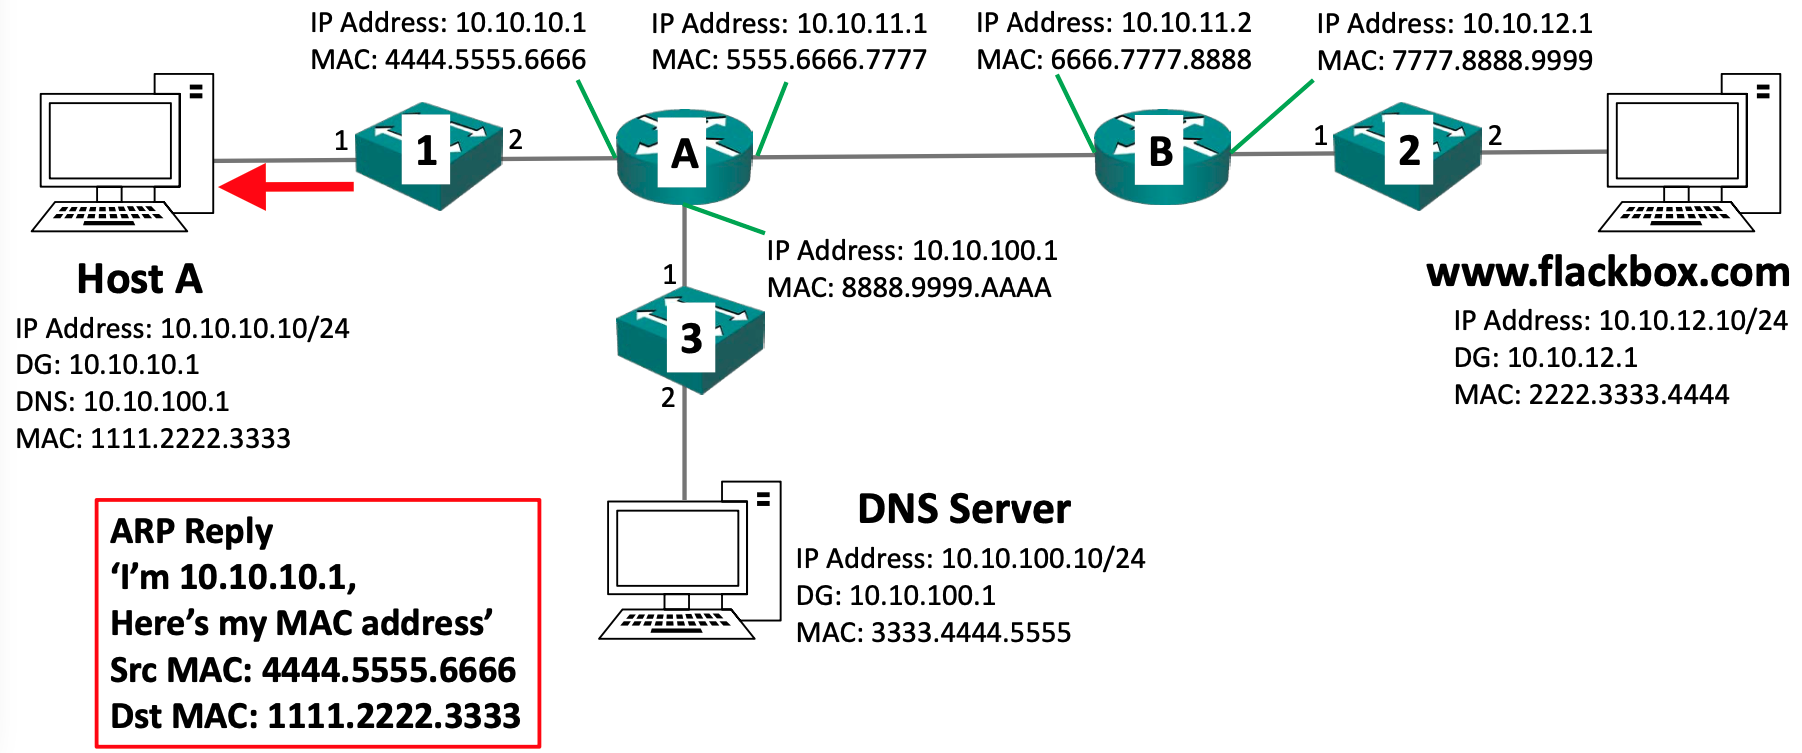 IP Address: 10.10.10.1
MAC: 4444.5555.6666
IP Address: 10.10.11.1
MAC: 5555.6666.7777
IP Address: 10.10.11.2
MAC: 6666.7777.8888
IP Address: 10.10.12.1
MAC: 7777.8888.9999
1
1
2
A
B
1
2
2
Host A
IP Address: 10.10.10.10/24
DG: 10.10.10.1
DNS: 10.10.100.1
MAC: 1111.2222.3333
IP Address: 10.10.100.1
MAC: 8888.9999.AAAA
1
3
2
www.flackbox.com
IP Address: 10.10.12.10/24
DG: 10.10.12.1
MAC: 2222.3333.4444
ARP Reply
‘I’m 10.10.10.1,
Here’s my MAC address’
Src MAC: 4444.5555.6666
Dst MAC: 1111.2222.3333
DNS Server
IP Address: 10.10.100.10/24
DG: 10.10.100.1
MAC: 3333.4444.5555